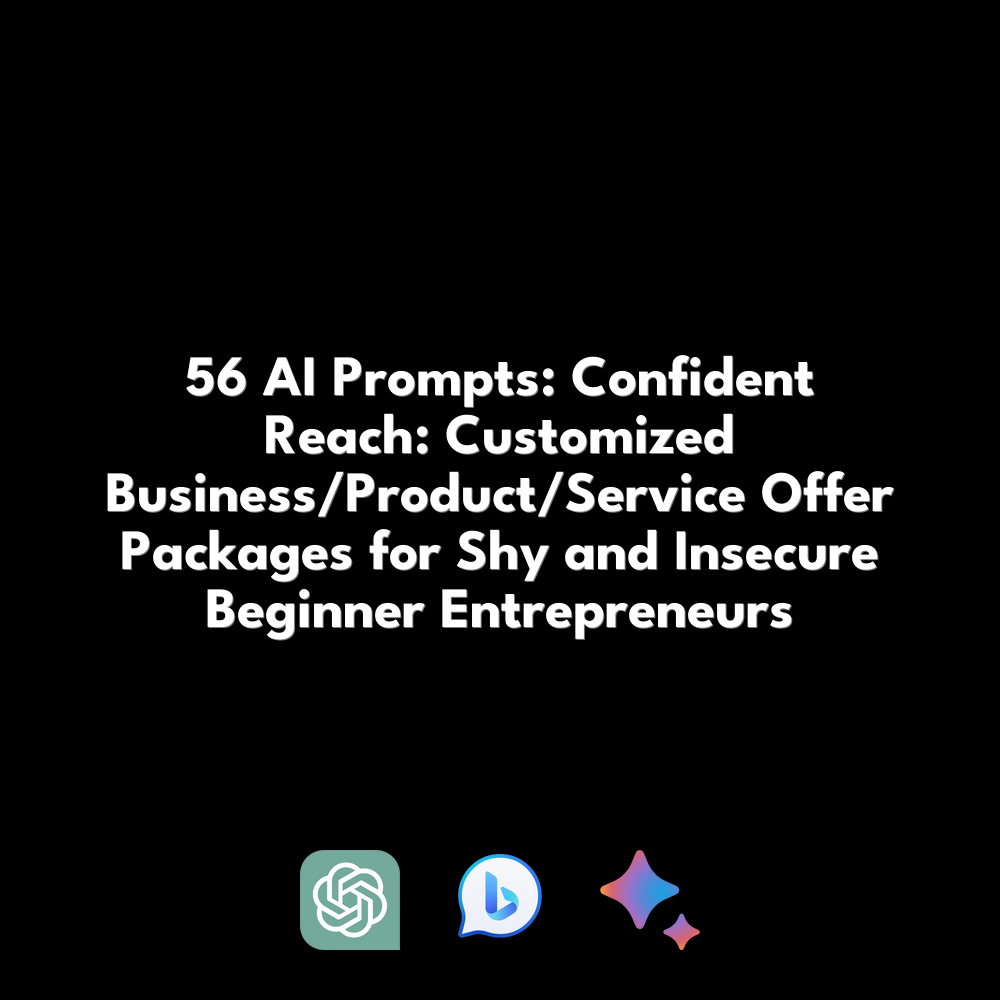 56 AI Prompts: Confident
Reach: Customized
Business/Product/Service Offer
Packages for Shy and Insecure
Beginner Entrepreneurs